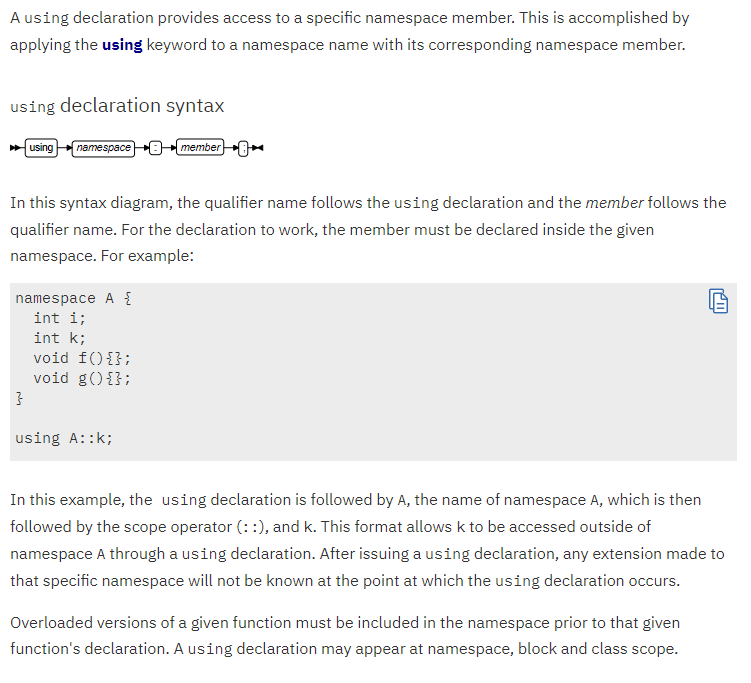 A using declaration provides access to a specific namespace member. This is accomplished by
applying the using keyword to a namespace name with its corresponding namespace member.
using declaration syntax
using namespace :: member ;
In this syntax diagram, the qualifier name follows the using declaration and the member follows the
qualifier name. For the declaration to work, the member must be declared inside the given
namespace. For example:
namespace A {
int i;
int k;
void f(){};
void g(){};
}
using A::k;
In this example, the using declaration is followed by A, the name of namespace A, which is then
followed by the scope operator (::), and k. This format allows k to be accessed outside of
namespace A through a using declaration. After issuing a using declaration, any extension made to
that specific namespace will not be known at the point at which the using declaration occurs.
Overloaded versions of a given function must be included in the namespace prior to that given
function's declaration. A using declaration may appear at namespace, block and class scope.